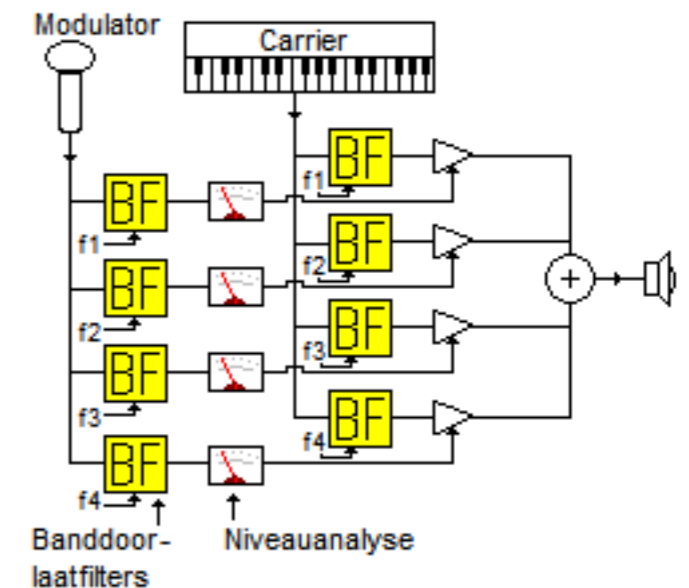 Modulator
Carrier
BF
f1
BF
f2
BF
f3
BF
f4
BF
f1
BF
f2
BF
f3
BF
f4
+
Banddoor-
laatfilters
Niveauanalyse